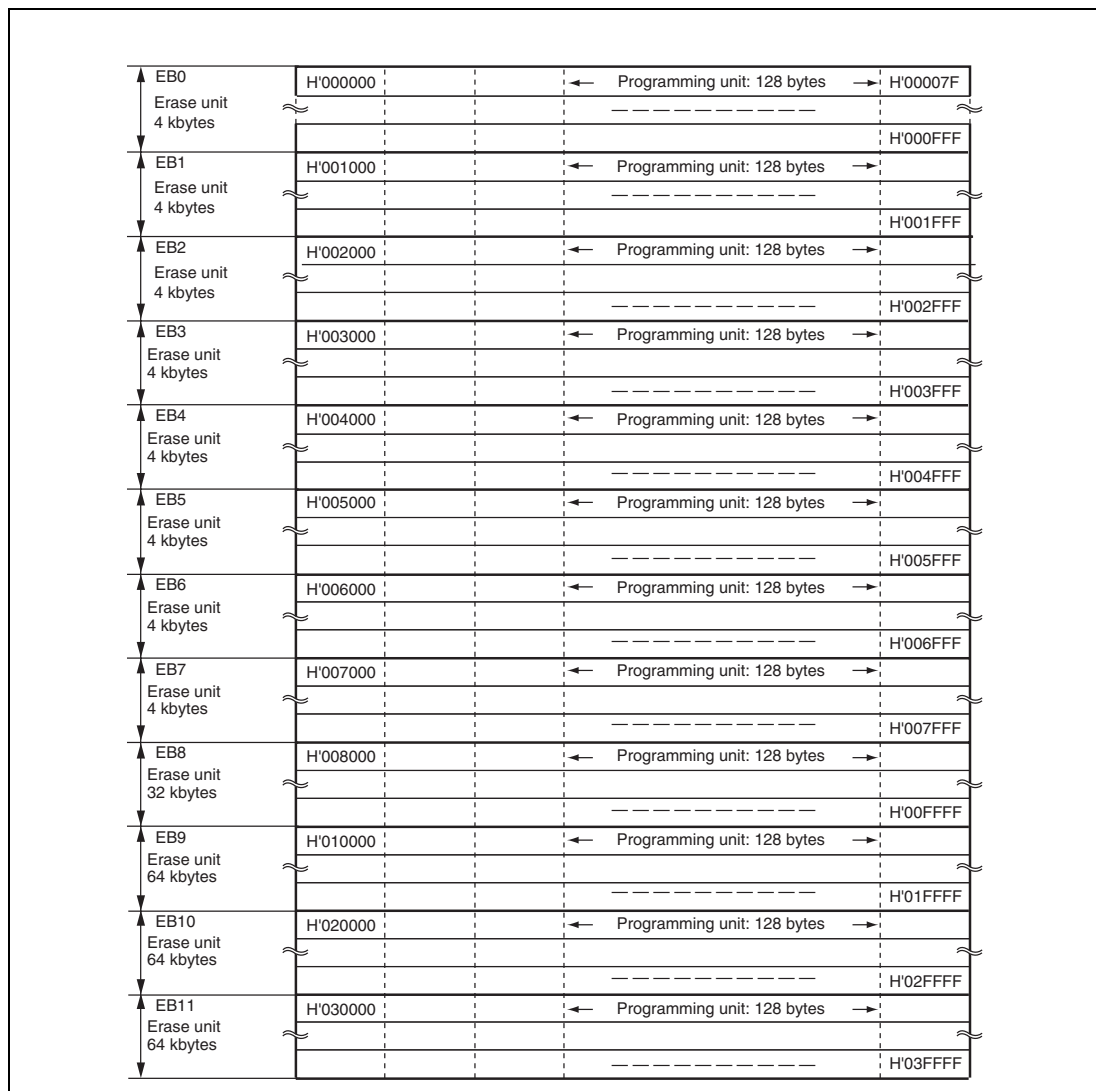 EB0
Erase unit
4 kbytes
H'000000 ← Programming unit: 128 bytes → H'00007F
H'000FFF
EB1
Erase unit
4 kbytes
H'001000 ← Programming unit: 128 bytes →
H'001FFF
EB2
Erase unit
4 kbytes
H'002000 ← Programming unit: 128 bytes →
H'002FFF
EB3
Erase unit
4 kbytes
H'003000 ← Programming unit: 128 bytes →
H'003FFF
EB4
Erase unit
4 kbytes
H'004000 ← Programming unit: 128 bytes →
H'004FFF
EB5
Erase unit
4 kbytes
H'005000 ← Programming unit: 128 bytes →
H'005FFF
EB6
Erase unit
4 kbytes
H'006000 ← Programming unit: 128 bytes →
H'006FFF
EB7
Erase unit
4 kbytes
H'007000 ← Programming unit: 128 bytes →
H'007FFF
EB8
Erase unit
32 kbytes
H'008000 ← Programming unit: 128 bytes →
H'00FFFF
EB9
Erase unit
64 kbytes
H'010000 ← Programming unit: 128 bytes →
H'01FFFF
EB10
Erase unit
64 kbytes
H'020000 ← Programming unit: 128 bytes →
H'02FFFF
EB11
Erase unit
64 kbytes
H'030000 ← Programming unit: 128 bytes →
H'03FFFF